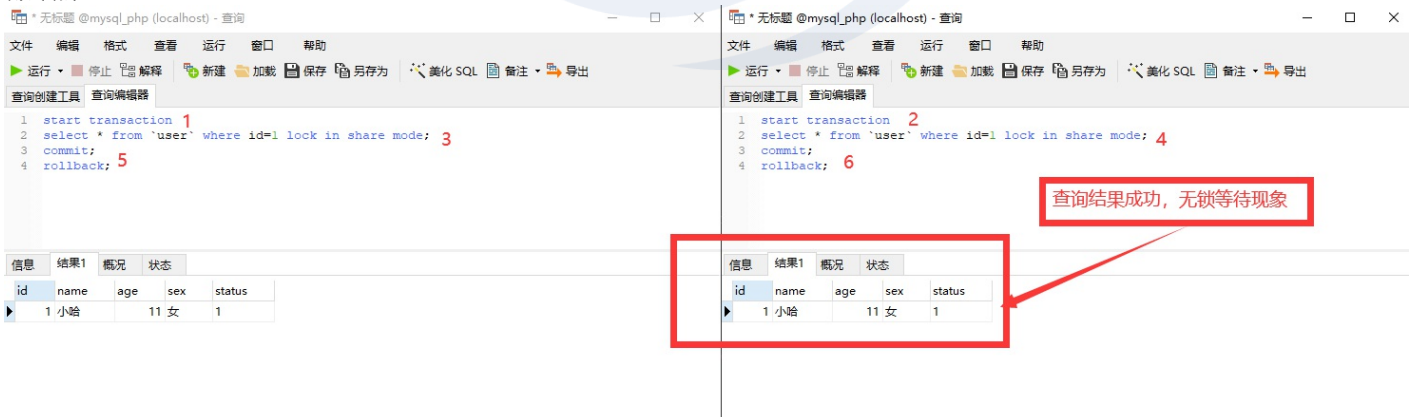 * 无标题 @mysql_php (localhost) - 查询
文件 编辑 格式 查看 运行 窗口 帮助
运行 停止 解释 新建 加载 保存 另存为 美化 SQL 备注 导出
查询创建工具 查询编辑器
1 start transaction 1
2 select * from `user` where id=1 lock in share mode; 3
3 commit;
4 rollback; 5
信息 结果1 概况 状态
id name age sex status
1 小哈 11 女 1
* 无标题 @mysql_php (localhost) - 查询
文件 编辑 格式 查看 运行 窗口 帮助
运行 停止 解释 新建 加载 保存 另存为 美化 SQL 备注 导出
查询创建工具 查询编辑器
1 start transaction 2
2 select * from `user` where id=1 lock in share mode; 4
3 commit;
4 rollback; 6
查询结果成功，无锁等待现象
信息 结果1 概况 状态
id name age sex status
1 小哈 11 女 1